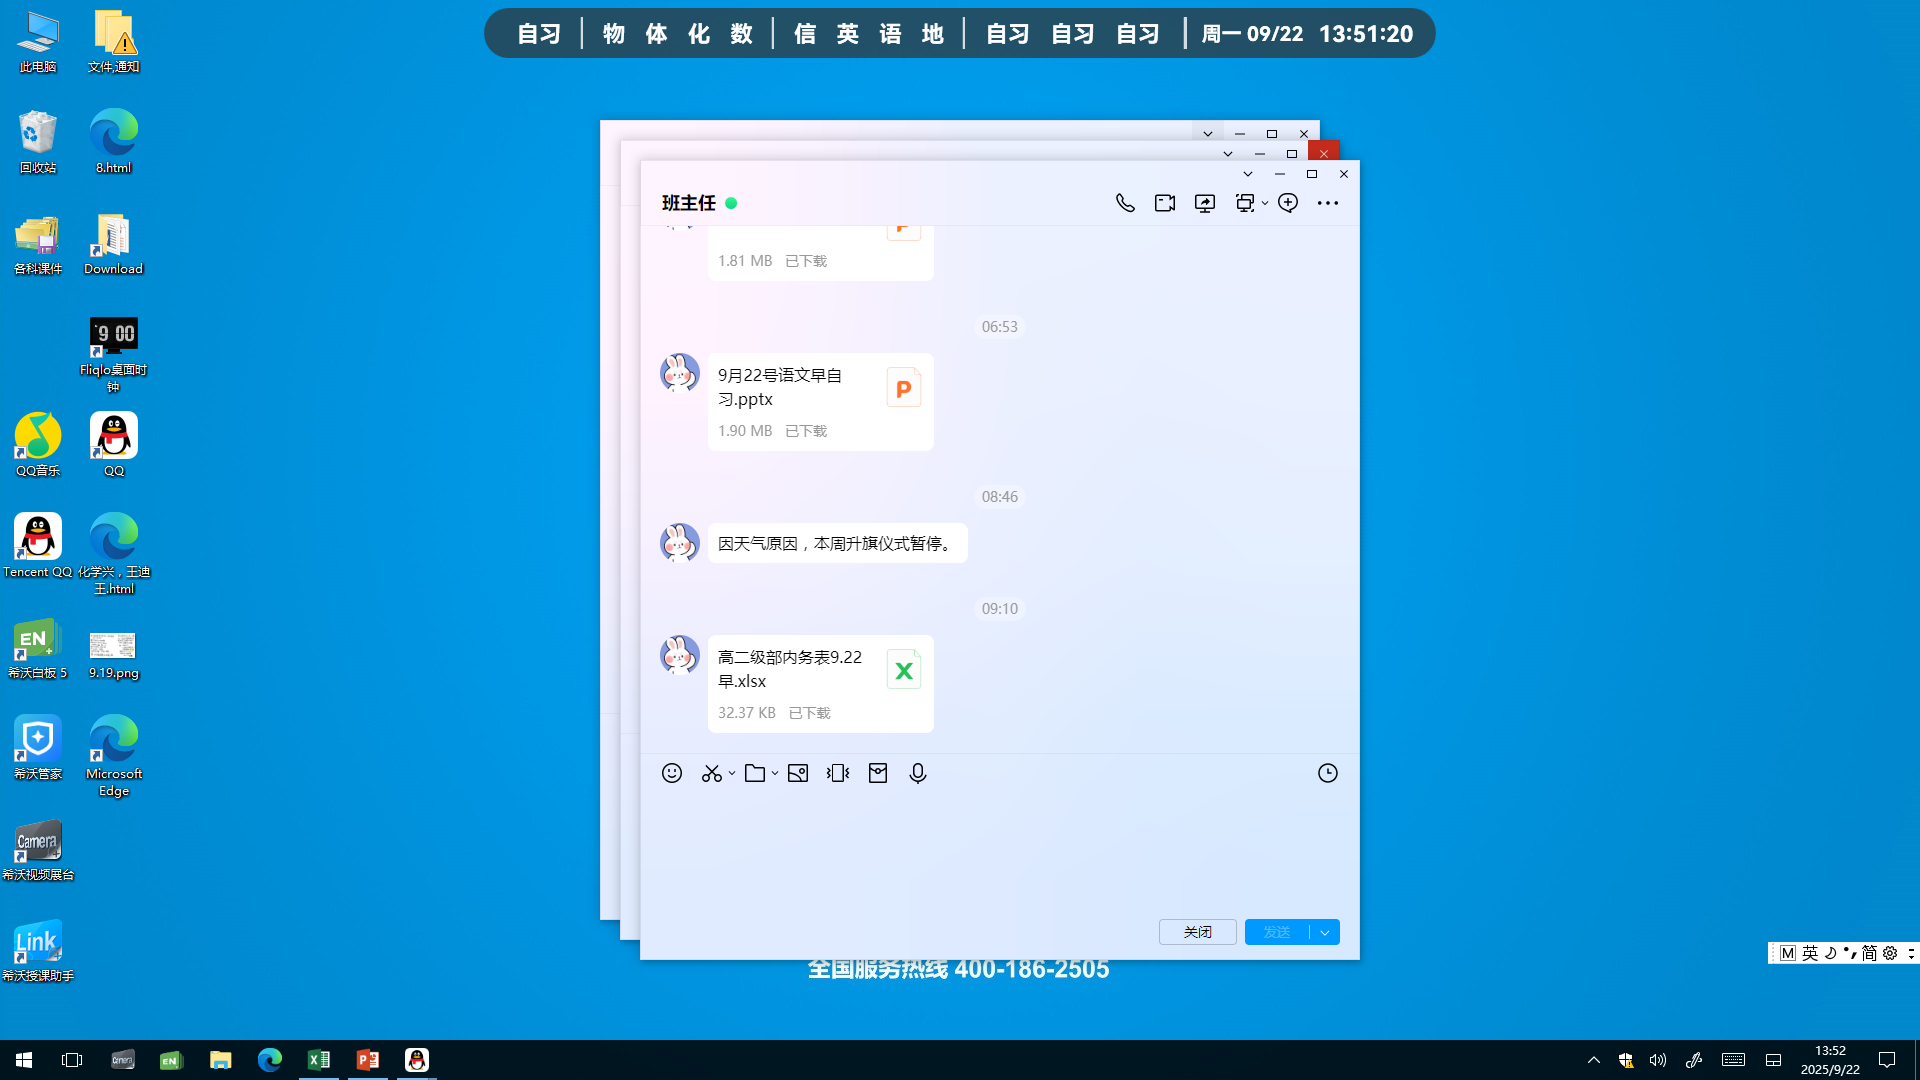 自习 物 体 化 数 信 英 语 地 自习 自习 自习 周一 09/22 13:51:20
此电脑
文件,通知
回收站
8.html
各科课件
Download
9 00
Fliqlo桌面时
钟
QQ音乐
QQ
Tencent QQ
化学兴，王迪
王.html
EN
希沃白板 5
9.19.png
希沃管家
Microsoft
Edge
Camera
希沃视频展台
Link
希沃授课助手
班主任
P
1.81 MB 已下载
06:53
9月22号语文早自
习.pptx
P
1.90 MB 已下载
08:46
因天气原因，本周升旗仪式暂停。
09:10
高二级部内务表9.22
早.xlsx
X
32.37 KB 已下载
关闭
发送
全国服务热线 400-186-2505
M 英 简
13:52
2025/9/22